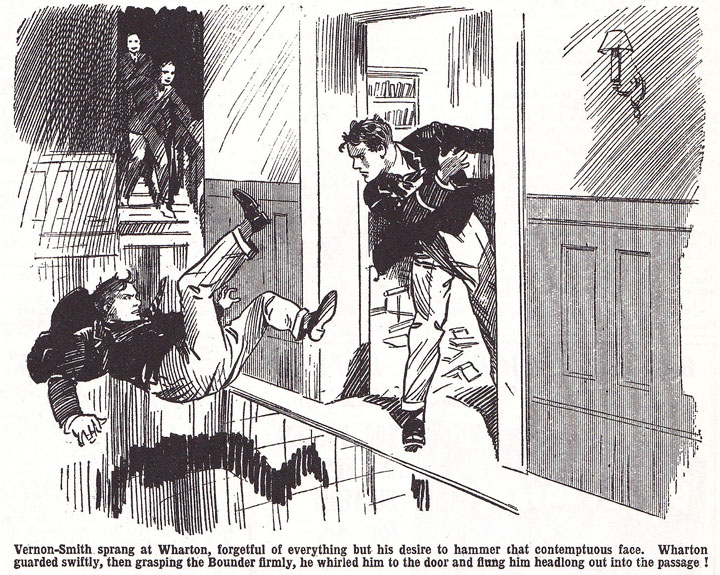 Vernon-Smith sprang at Wharton, forgetful of everything but his desire to hammer that contemptuous face. Wharton
guarded swiftly, then grasping the Bounder firmly, he whirled him to the door and flung him headlong out into the passage !